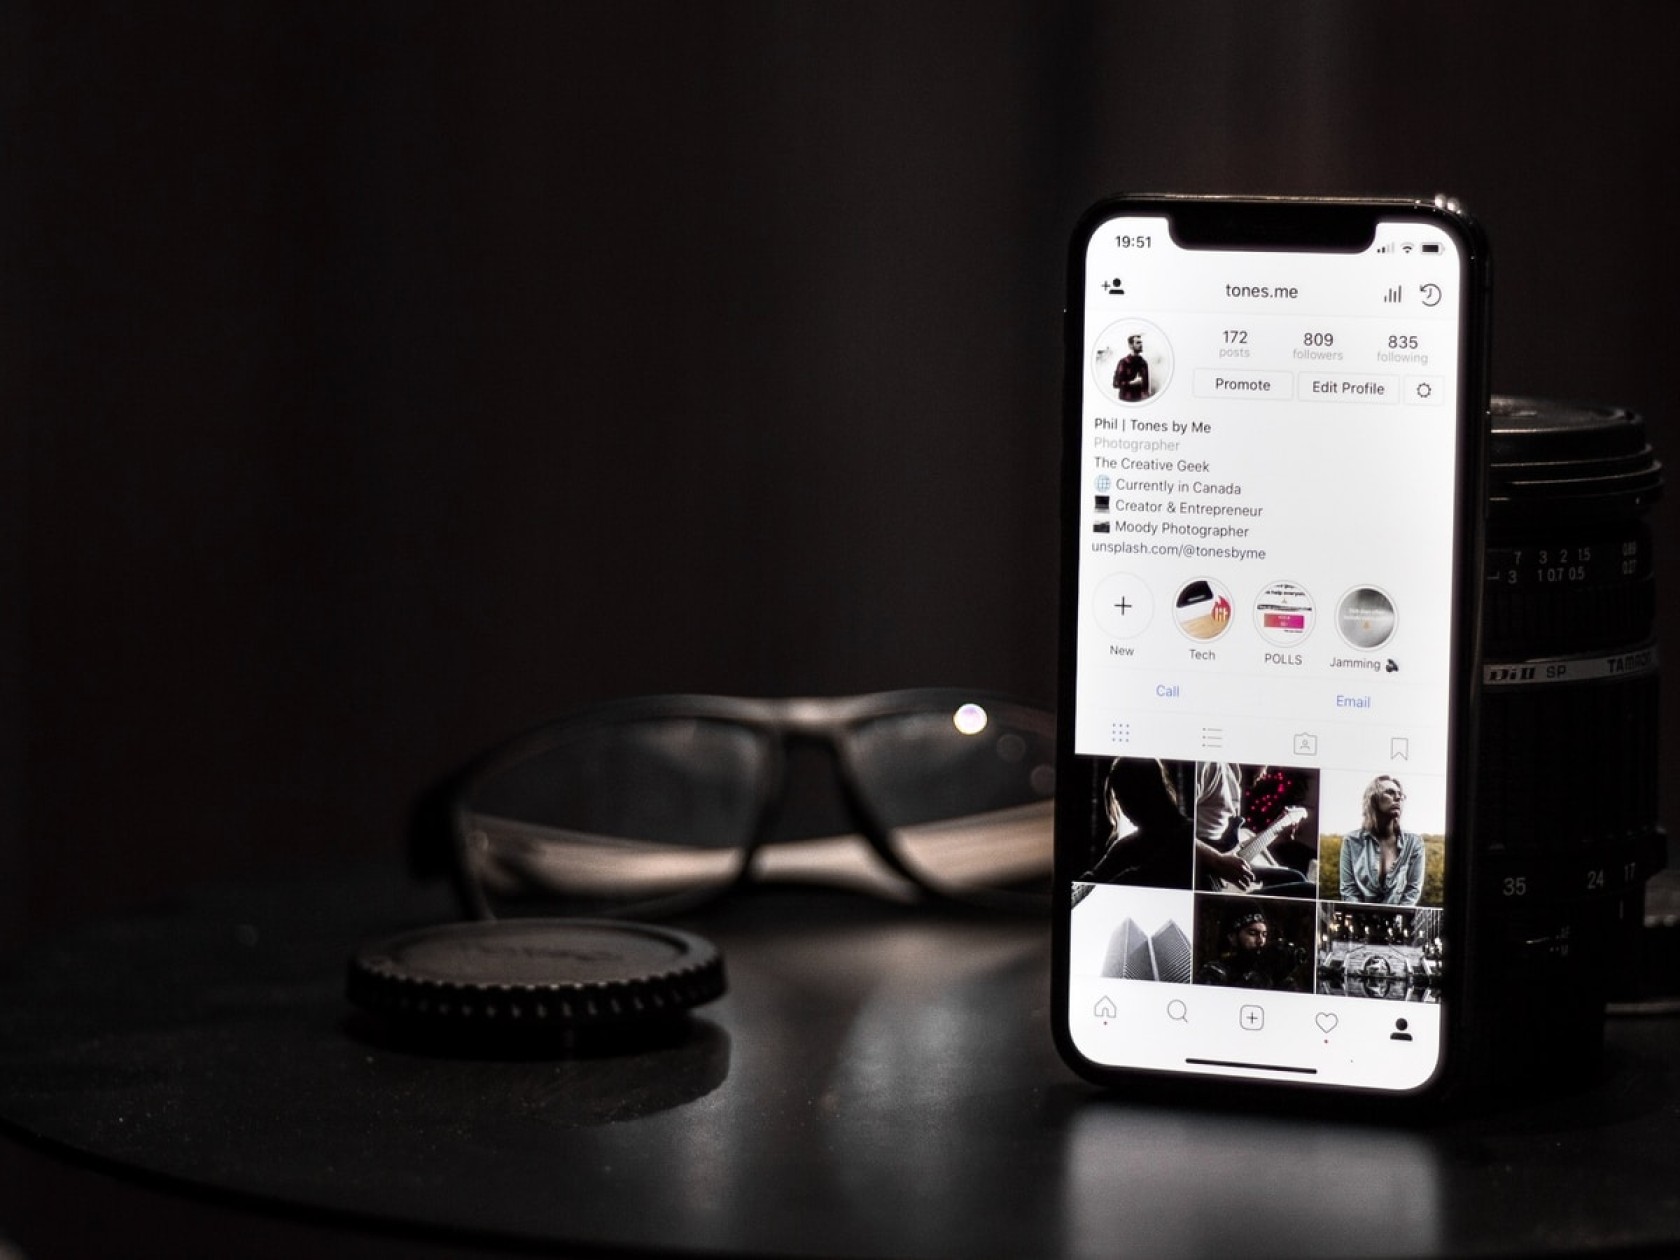 19:51
tones.me
172 809 835
posts followers following
Promote Edit Profile
Phil | Tones by Me
Photographer
The Creative Geek
Currently in Canada
Creator & Entrepreneur
Moody Photographer
unsplash.com/@tonesbyme
New Tech POLLS Jamming
Call Email
7 3 2 1.5
3 1 0.7 0.5 0.27
Di II SP TAMRON
35 24 17